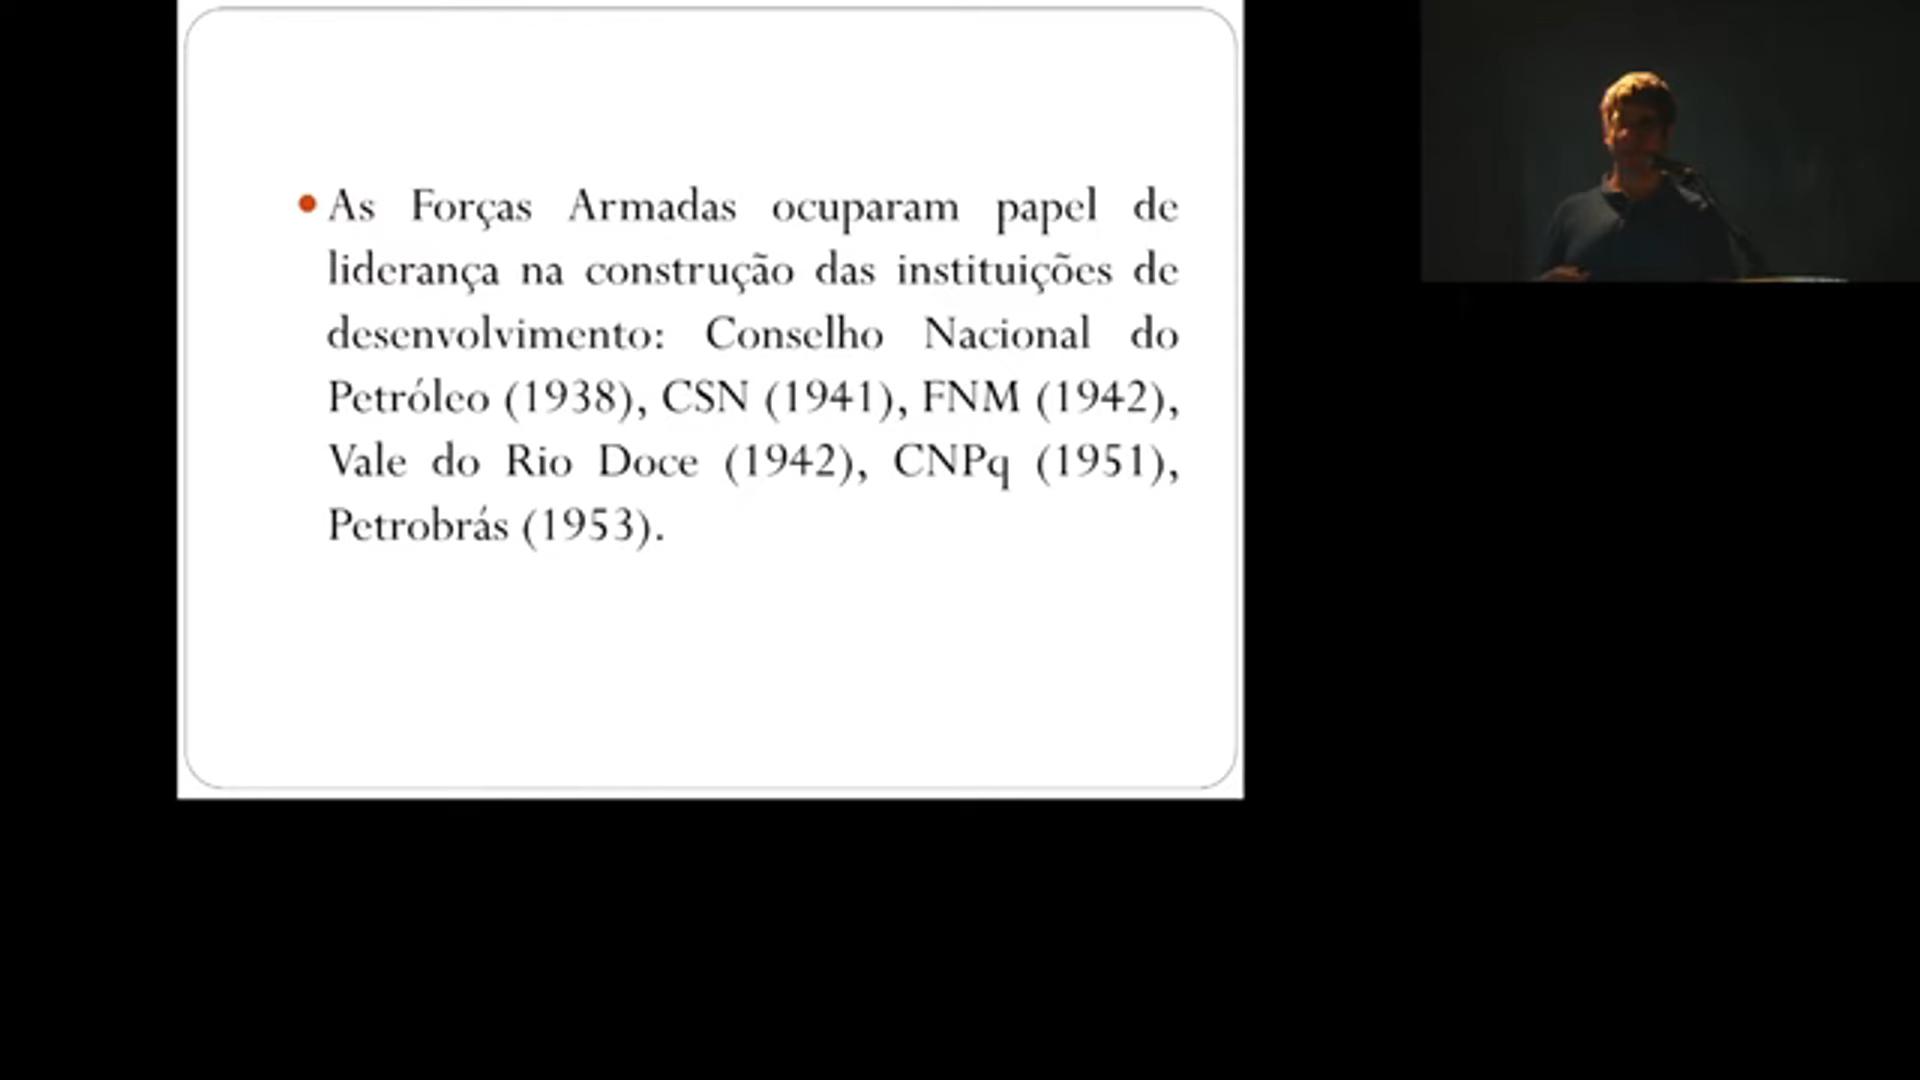 As Forças Armadas ocuparam papel de
liderança na construção das instituições de
desenvolvimento: Conselho Nacional do
Petróleo (1938), CSN (1941), FNM (1942),
Vale do Rio Doce (1942), CNPq (1951),
Petrobrás (1953).